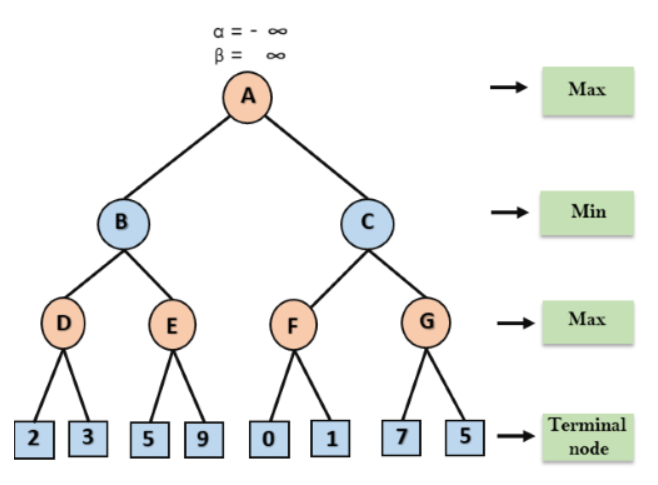 α = - ∞
β = ∞
A
Max
B
C
Min
D
E
F
G
Max
2 3 5 9 0 1 7 5
Terminal
node